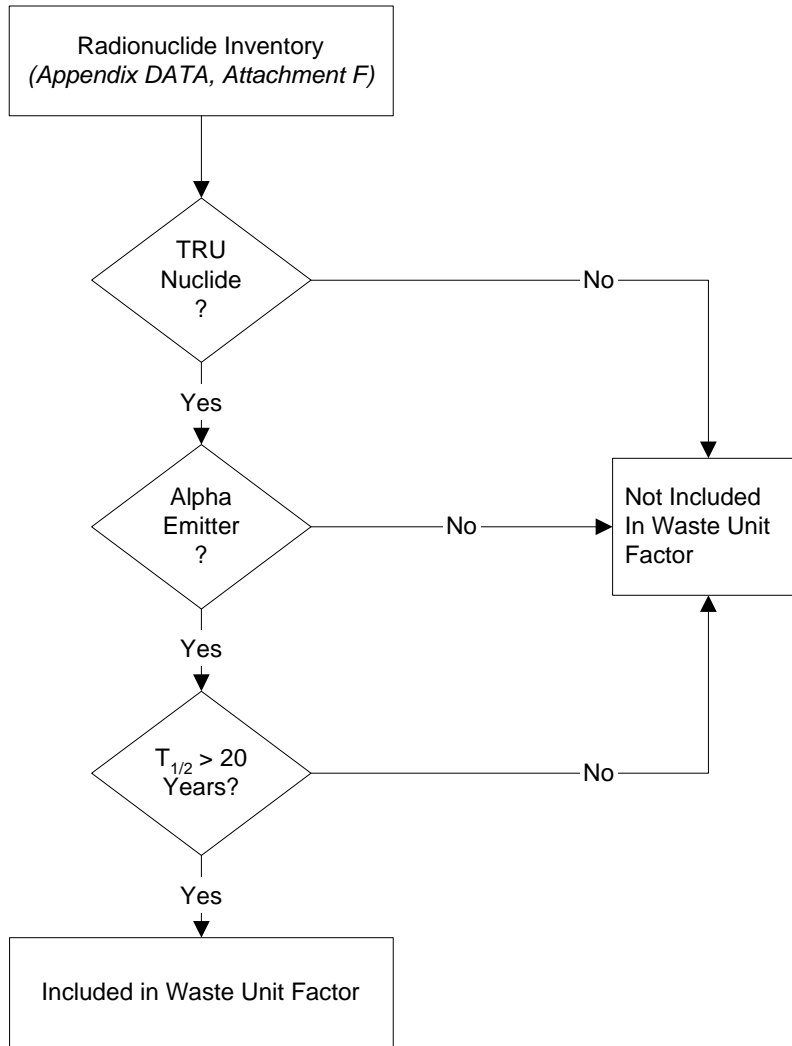 Radionuclide Inventory
(Appendix DATA, Attachment F)
TRU
Nuclide
?
No
Yes
Alpha
Emitter
?
No
Not Included
In Waste Unit
Factor
Yes
T1/2 > 20
Years?
No
Yes
Included in Waste Unit Factor